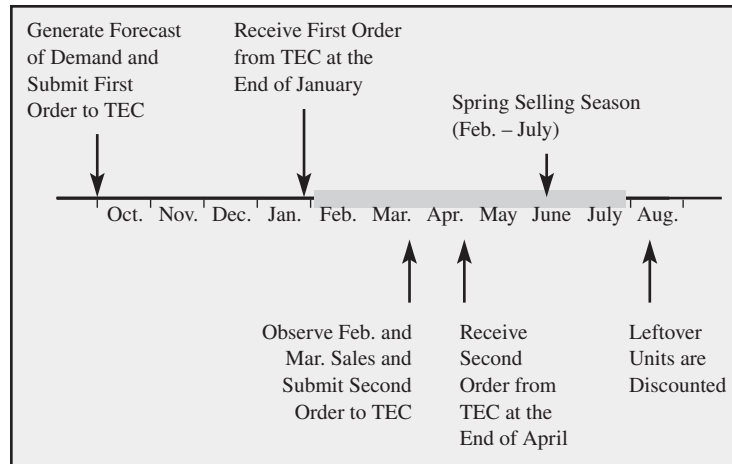 Generate Forecast
of Demand and
Submit First
Order to TEC
Receive First Order
from TEC at the
End of January
Spring Selling Season
(Feb. – July)
Oct. Nov. Dec. Jan. Feb. Mar. Apr. May June July Aug.
Observe Feb. and
Mar. Sales and
Submit Second
Order to TEC
Receive
Second
Order from
TEC at the
End of April
Leftover
Units are
Discounted